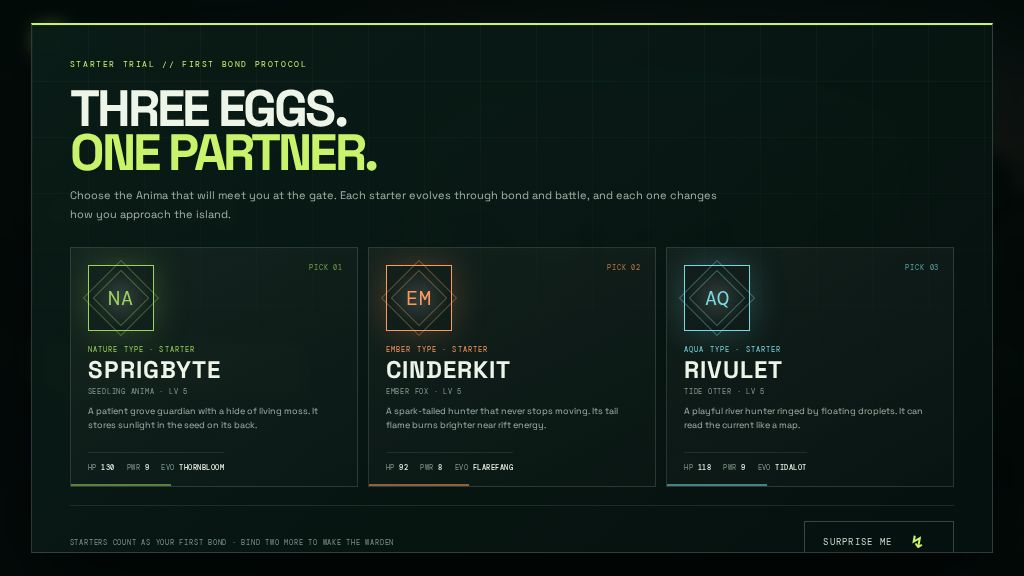 STARTER TRIAL // FIRST BOND PROTOCOL
THREE EGGS.
ONE PARTNER.
Choose the Anima that will meet you at the gate. Each starter evolves through bond and battle, and each one changes
how you approach the island.
NA
PICK 01
NATURE TYPE · STARTER
SPRIGBYTE
SEEDLING ANIMA · LV 5
A patient grove guardian with a hide of living moss. It
stores sunlight in the seed on its back.
HP 130 PWR 9 EVO THORNBLOOM
EM
PICK 02
EMBER TYPE · STARTER
CINDERKIT
EMBER FOX · LV 5
A spark-tailed hunter that never stops moving. Its tail
flame burns brighter near rift energy.
HP 92 PWR 8 EVO FLAREFANG
AQ
PICK 03
AQUA TYPE · STARTER
RIVULET
TIDE OTTER · LV 5
A playful river hunter ringed by floating droplets. It can
read the current like a map.
HP 118 PWR 9 EVO TIDALOT
STARTERS COUNT AS YOUR FIRST BOND · BIND TWO MORE TO WAKE THE WARDEN
SURPRISE ME